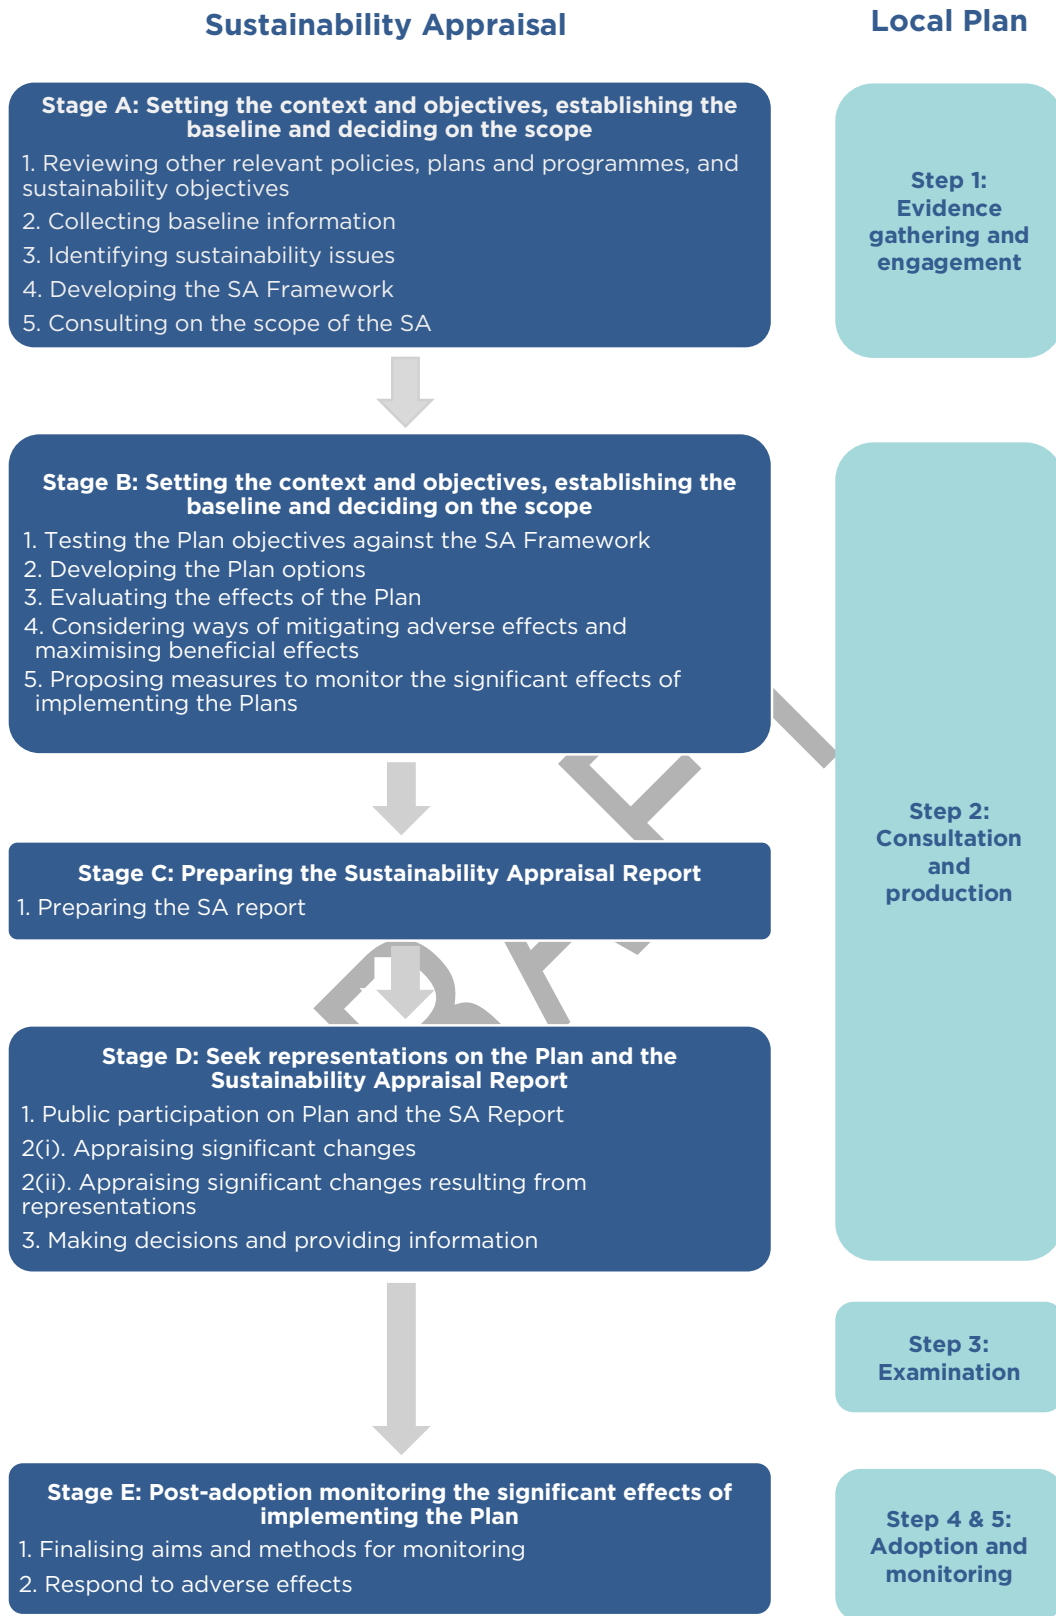 Sustainability Appraisal
Local Plan
Stage A: Setting the context and objectives, establishing the
baseline and deciding on the scope
1. Reviewing other relevant policies, plans and programmes, and
sustainability objectives
2. Collecting baseline information
3. Identifying sustainability issues
4. Developing the SA Framework
5. Consulting on the scope of the SA
Step 1:
Evidence
gathering and
engagement
Stage B: Setting the context and objectives, establishing the
baseline and deciding on the scope
1. Testing the Plan objectives against the SA Framework
2. Developing the Plan options
3. Evaluating the effects of the Plan
4. Considering ways of mitigating adverse effects and
maximising beneficial effects
5. Proposing measures to monitor the significant effects of
implementing the Plans
Stage C: Preparing the Sustainability Appraisal Report
1. Preparing the SA report
Stage D: Seek representations on the Plan and the
Sustainability Appraisal Report
1. Public participation on Plan and the SA Report
2(i). Appraising significant changes
2(ii). Appraising significant changes resulting from
representations
3. Making decisions and providing information
Step 2:
Consultation
and
production
Step 3:
Examination
Stage E: Post-adoption monitoring the significant effects of
implementing the Plan
1. Finalising aims and methods for monitoring
2. Respond to adverse effects
Step 4 & 5:
Adoption and
monitoring